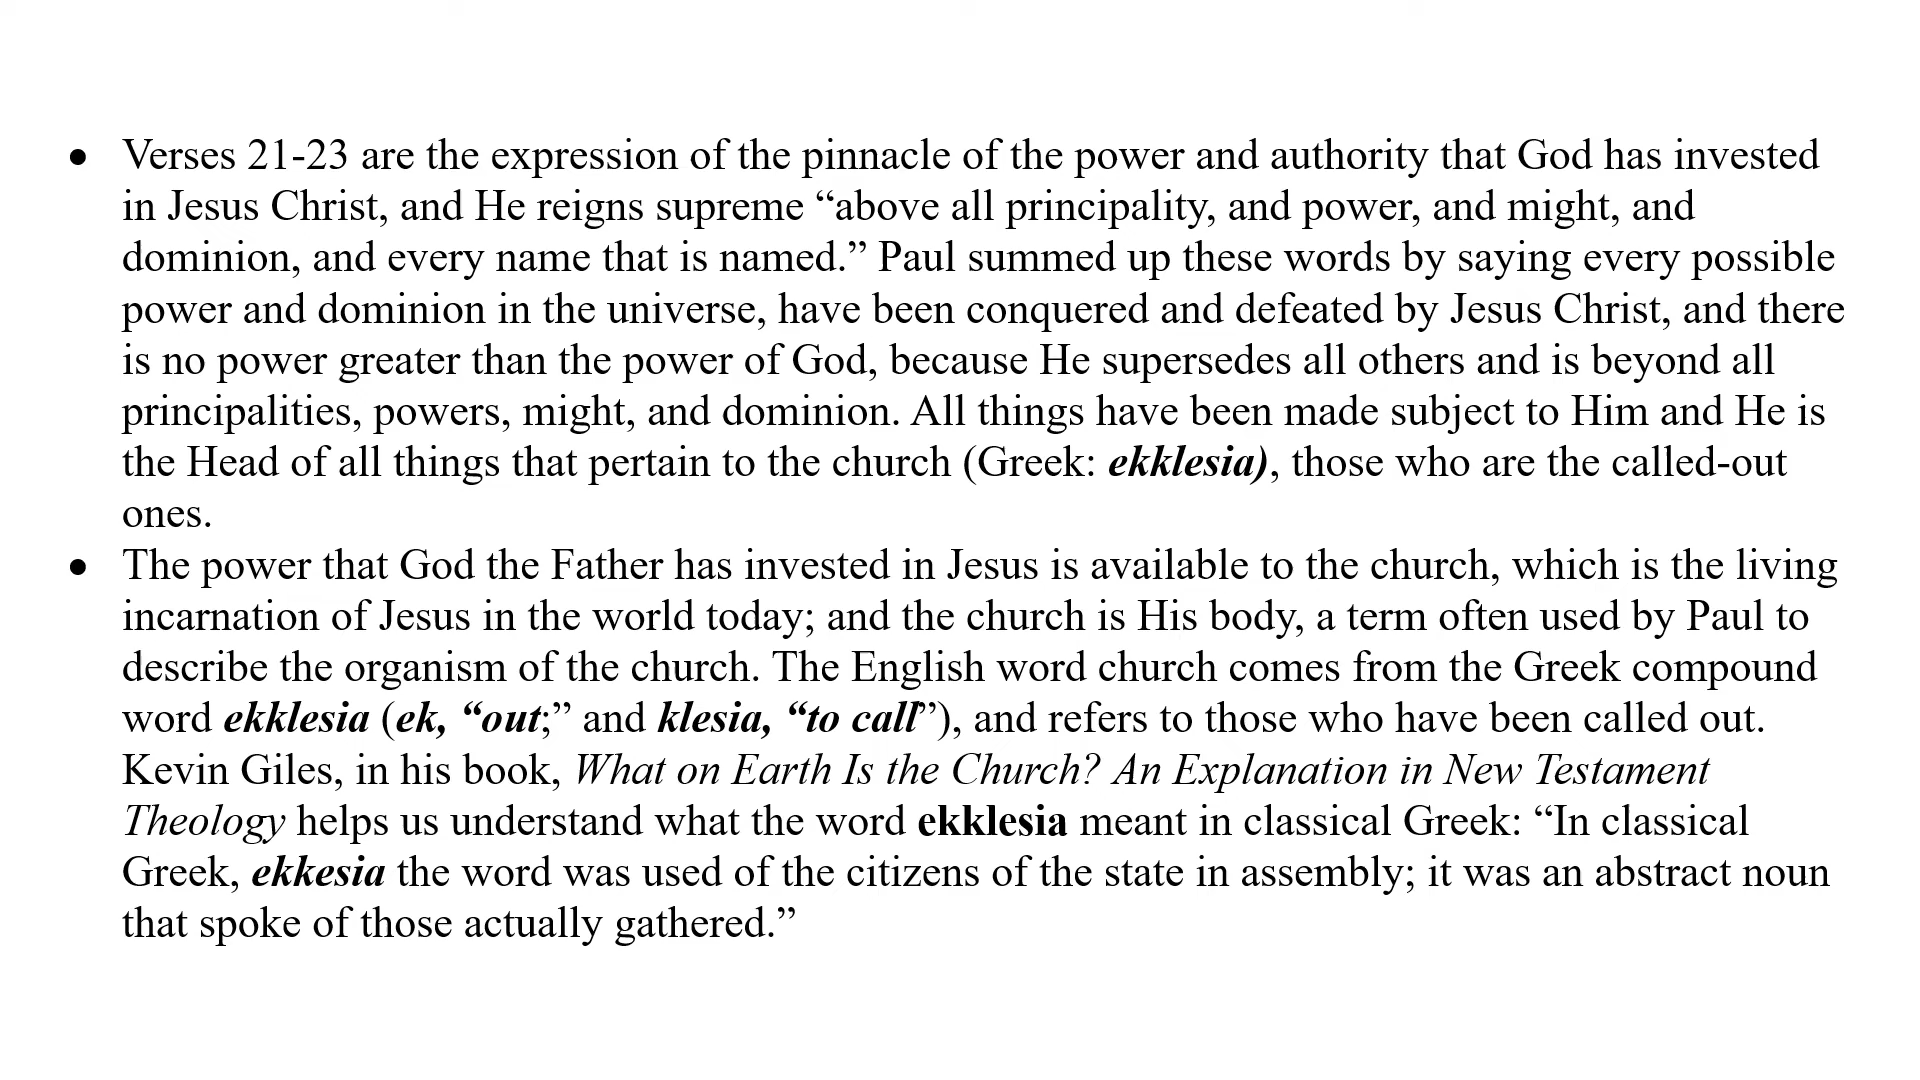 ● Verses 21-23 are the expression of the pinnacle of the power and authority that God has invested
in Jesus Christ, and He reigns supreme “above all principality, and power, and might, and
dominion, and every name that is named.” Paul summed up these words by saying every possible
power and dominion in the universe, have been conquered and defeated by Jesus Christ, and there
is no power greater than the power of God, because He supersedes all others and is beyond all
principalities, powers, might, and dominion. All things have been made subject to Him and He is
the Head of all things that pertain to the church (Greek: ekklesia), those who are the called-out
ones.
● The power that God the Father has invested in Jesus is available to the church, which is the living
incarnation of Jesus in the world today; and the church is His body, a term often used by Paul to
describe the organism of the church. The English word church comes from the Greek compound
word ekklesia (ek, “out;” and klesia, “to call”), and refers to those who have been called out.
Kevin Giles, in his book, What on Earth Is the Church? An Explanation in New Testament
Theology helps us understand what the word ekklesia meant in classical Greek: “In classical
Greek, ekkesia the word was used of the citizens of the state in assembly; it was an abstract noun
that spoke of those actually gathered.”